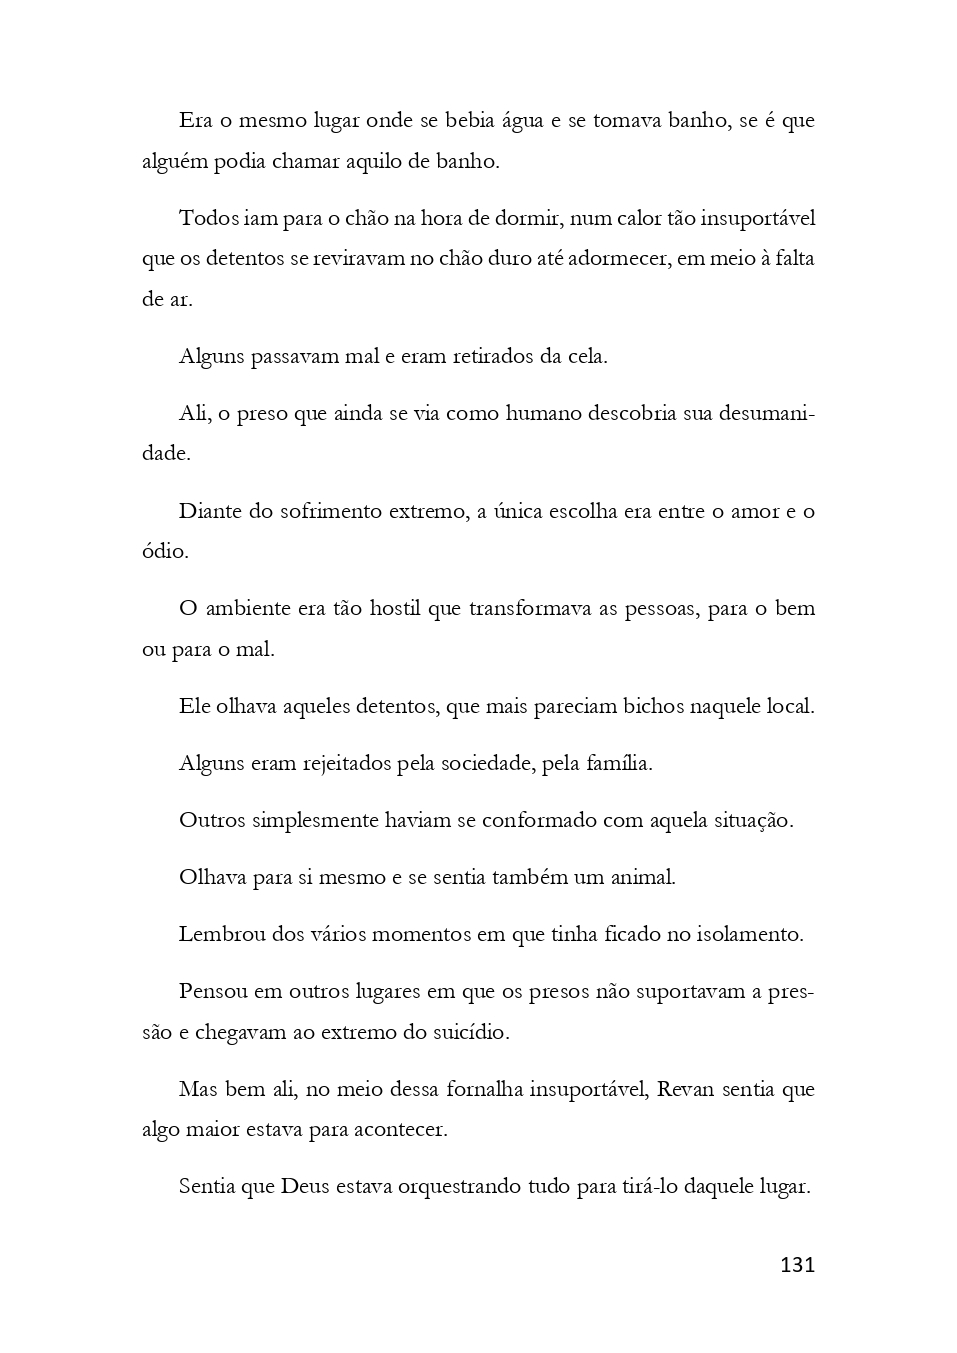 Era o mesmo lugar onde se bebia água e se tomava banho, se é que
alguém podia chamar aquilo de banho.
Todos iam para o chão na hora de dormir, num calor tão insuportável
que os detentos se reviravam no chão duro até adormecer, em meio à falta
de ar.
Alguns passavam mal e eram retirados da cela.
Ali, o preso que ainda se via como humano descobria sua desumani-
dade.
Diante do sofrimento extremo, a única escolha era entre o amor e o
ódio.
O ambiente era tão hostil que transformava as pessoas, para o bem
ou para o mal.
Ele olhava aqueles detentos, que mais pareciam bichos naquele local.
Alguns eram rejeitados pela sociedade, pela família.
Outros simplesmente haviam se conformado com aquela situação.
Olhava para si mesmo e se sentia também um animal.
Lembrou dos vários momentos em que tinha ficado no isolamento.
Pensou em outros lugares em que os presos não suportavam a pres-
são e chegavam ao extremo do suicídio.
Mas bem ali, no meio dessa fornalha insuportável, Revan sentia que
algo maior estava para acontecer.
Sentia que Deus estava orquestrando tudo para tirá-lo daquele lugar.
131